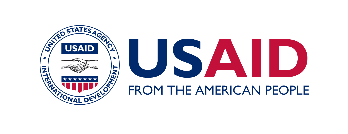 UNITED STATES AGENCY
USAID
INTERNATIONAL DEVELOPMENT
USAID
FROM THE AMERICAN PEOPLE